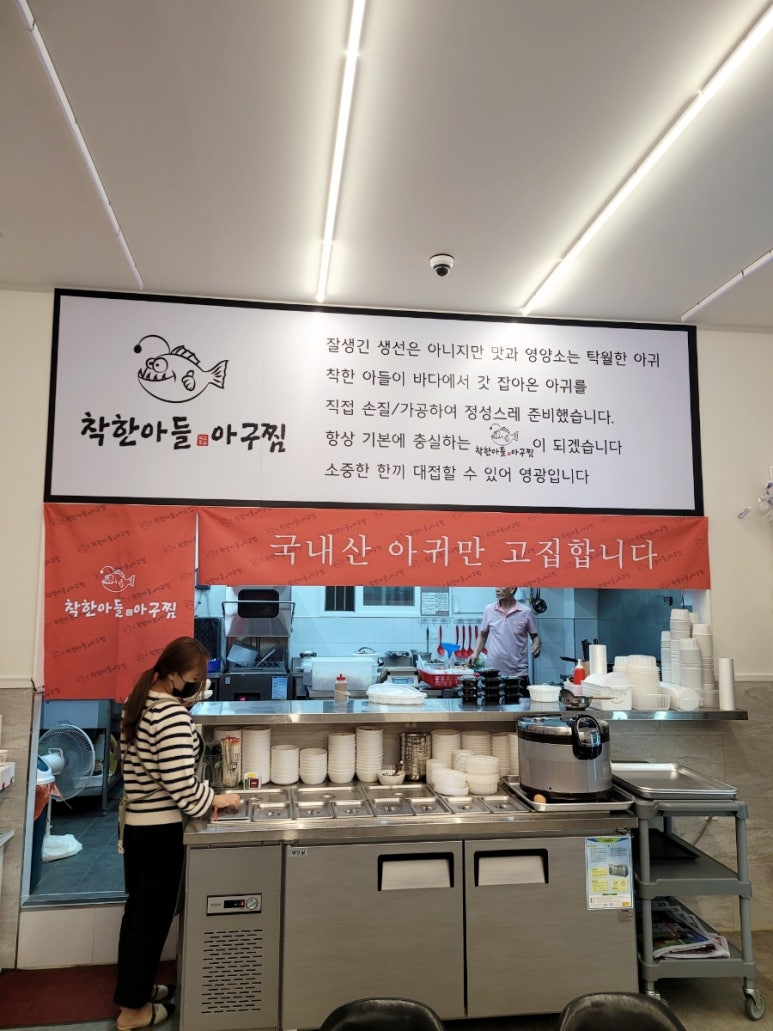 잘생긴 생선은 아니지만 맛과 영양소는 탁월한 아귀
착한 아들이 바다에서 갓 잡아온 아귀를
직접 손질/가공하여 정성스레 준비했습니다.
항상 기본에 충실하는 착한아들 아구찜 이 되겠습니다
소중한 한끼 대접할 수 있어 영광입니다
착한아들 아구찜
국내산 아귀만 고집합니다
착한아들 아구찜
냉장실